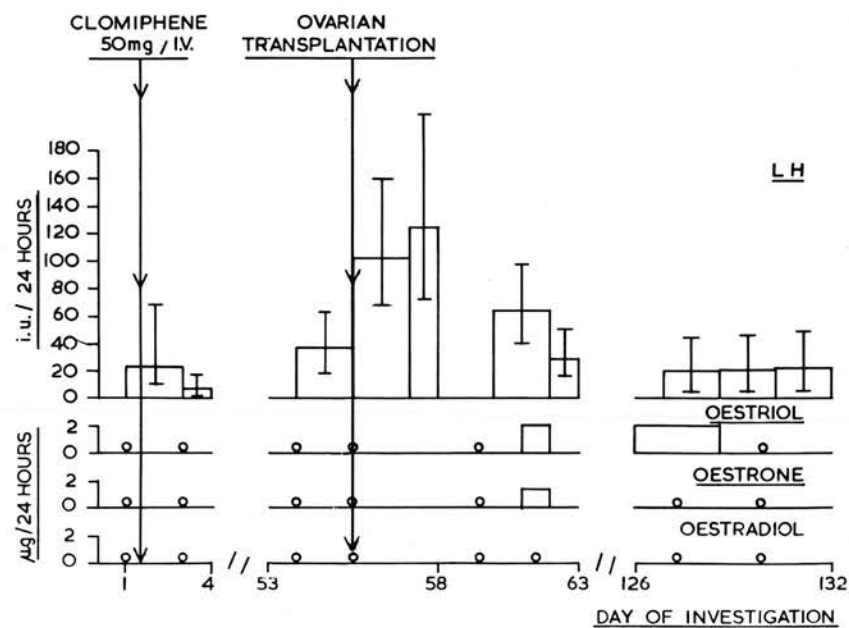 CLOMIPHENE
50mg / I.V.
OVARIAN
TRANSPLANTATION
i.u./ 24 HOURS
180
160
140
120
100
80
60
40
20
0
LH
OESTRIOL
2
0
OESTRONE
2
0
OESTRADIOL
2
0
µg/24 HOURS
1 4 // 53 58 63 // 126 132
DAY OF INVESTIGATION